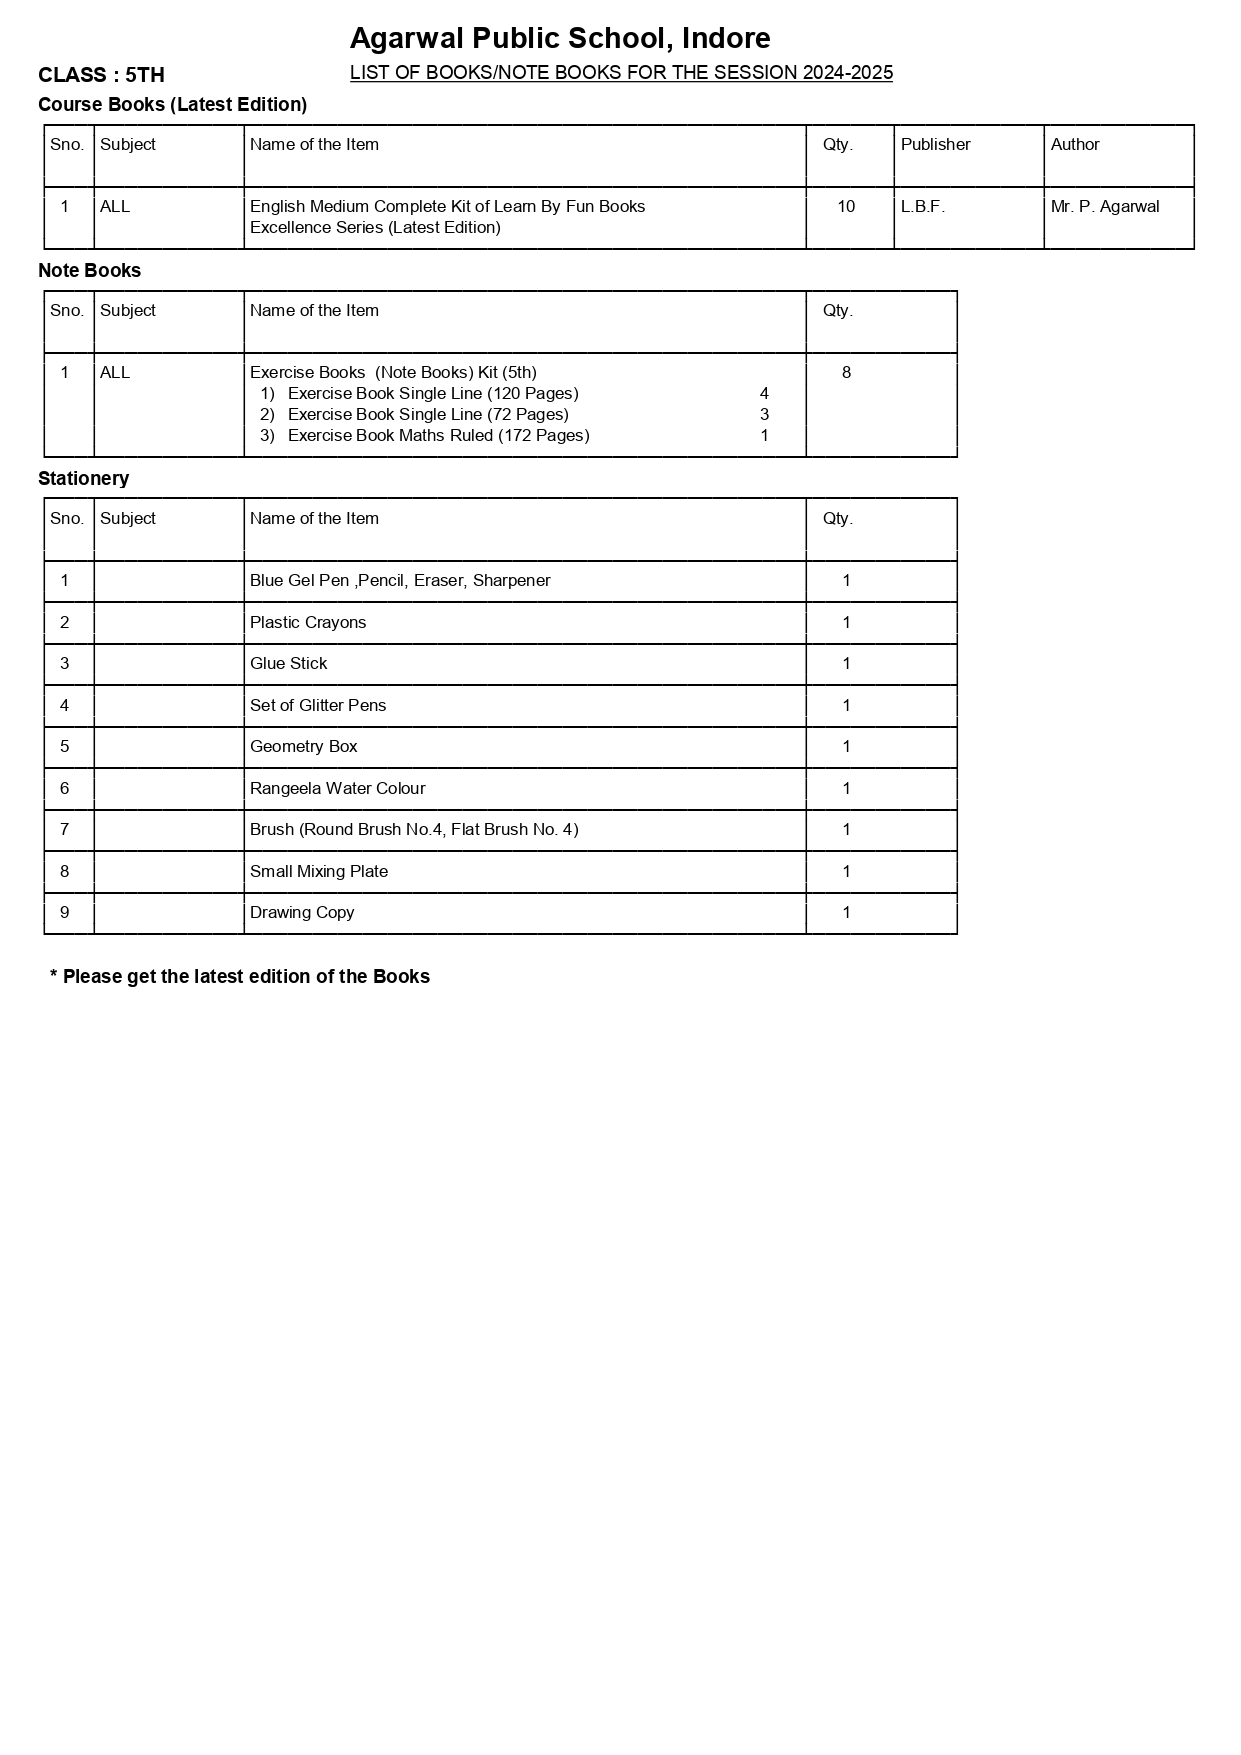 Agarwal Public School, Indore
CLASS : 5TH
LIST OF BOOKS/NOTE BOOKS FOR THE SESSION 2024-2025
Course Books (Latest Edition)
Sno. Subject Name of the Item Qty. Publisher Author
1 ALL English Medium Complete Kit of Learn By Fun Books 10 L.B.F. Mr. P. Agarwal
Excellence Series (Latest Edition)
Note Books
Sno. Subject Name of the Item Qty.
1 ALL Exercise Books (Note Books) Kit (5th) 8
1) Exercise Book Single Line (120 Pages) 4
2) Exercise Book Single Line (72 Pages) 3
3) Exercise Book Maths Ruled (172 Pages) 1
Stationery
Sno. Subject Name of the Item Qty.
1 Blue Gel Pen ,Pencil, Eraser, Sharpener 1
2 Plastic Crayons 1
3 Glue Stick 1
4 Set of Glitter Pens 1
5 Geometry Box 1
6 Rangeela Water Colour 1
7 Brush (Round Brush No.4, Flat Brush No. 4) 1
8 Small Mixing Plate 1
9 Drawing Copy 1
* Please get the latest edition of the Books